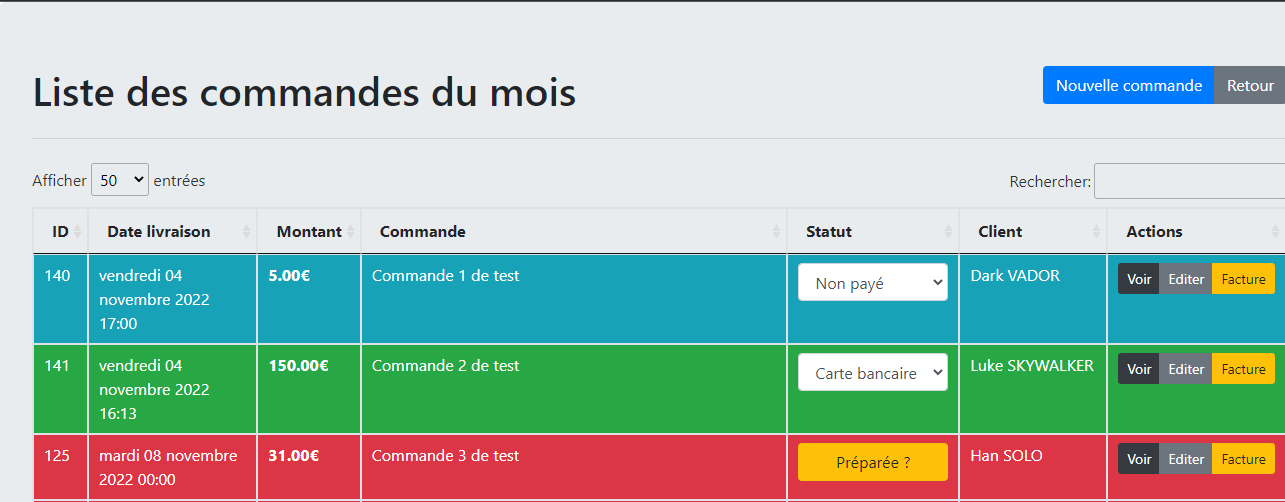 Liste des commandes du mois
Nouvelle commande Retour
Afficher 50 entrées
Rechercher:
ID Date livraison Montant Commande Statut Client Actions
140 vendredi 04 5.00€ Commande 1 de test Non payé Dark VADOR Voir Editer Facture
novembre 2022
17:00
141 vendredi 04 150.00€ Commande 2 de test Carte bancaire Luke SKYWALKER Voir Editer Facture
novembre 2022
16:13
125 mardi 08 novembre 31.00€ Commande 3 de test Préparée ? Han SOLO Voir Editer Facture
2022 00:00